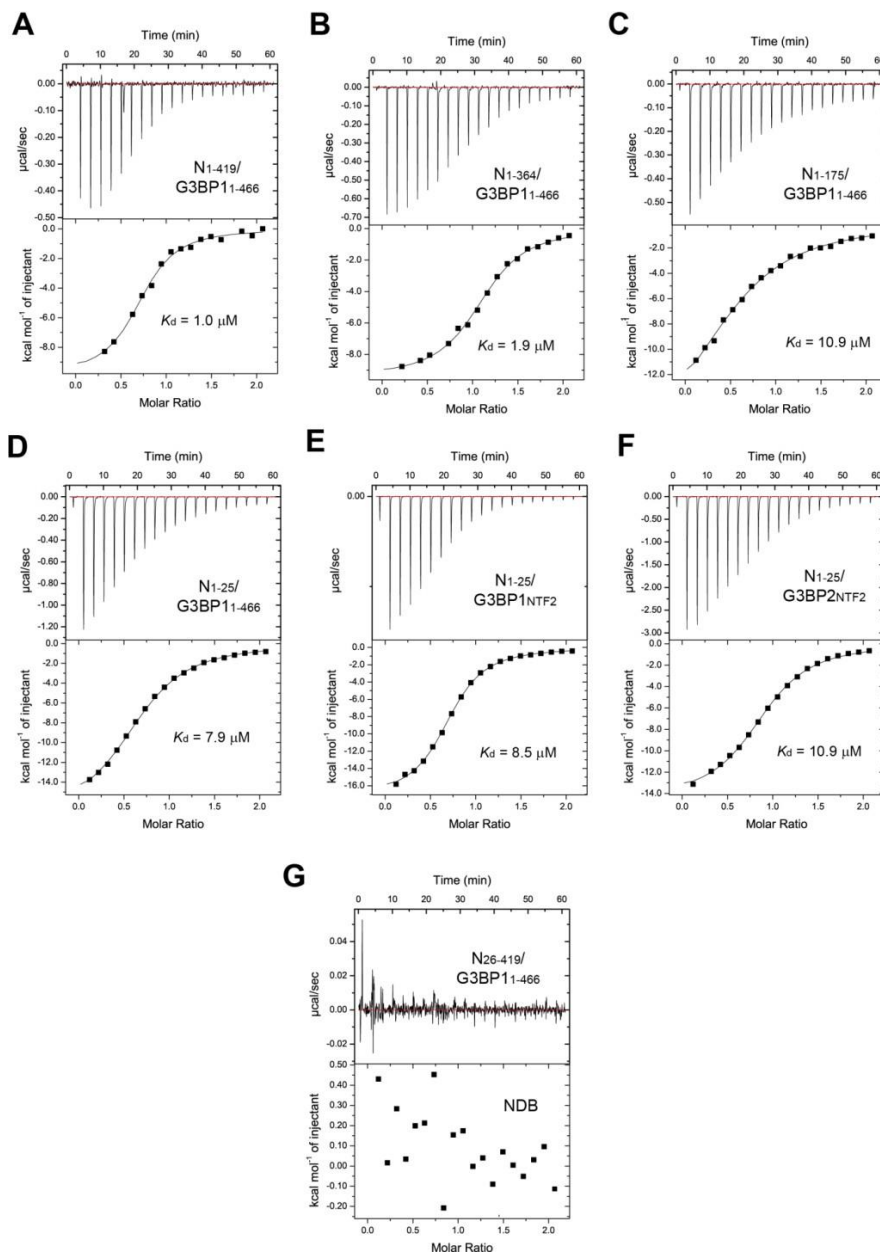 A
Time (min)
0 10 20 30 40 50 60
0.00
-0.10
-0.20
-0.30
-0.40
-0.50
µcal/sec
N1-419/
G3BP11-466
0.0
-2.0
-4.0
-6.0
-8.0
kcal mol-1 of injectant
Kd = 1.0 µM
0.0 0.5 1.0 1.5 2.0
Molar Ratio
B
Time (min)
0 10 20 30 40 50 60
0.00
-0.10
-0.20
-0.30
-0.40
-0.50
-0.60
-0.70
µcal/sec
N1-364/
G3BP11-466
0.0
-2.0
-4.0
-6.0
-8.0
kcal mol-1 of injectant
Kd = 1.9 µM
0.0 0.5 1.0 1.5 2.0
Molar Ratio
C
Time (min)
0 10 20 30 40 50 60
0.00
-0.10
-0.20
-0.30
-0.40
-0.50
µcal/sec
N1-175/
G3BP11-466
-2.0
-4.0
-6.0
-8.0
-10.0
-12.0
kcal mol-1 of injectant
Kd = 10.9 µM
0.0 0.5 1.0 1.5 2.0
Molar Ratio
D
Time (min)
0 10 20 30 40 50 60
0.00
-0.20
-0.40
-0.60
-0.80
-1.00
-1.20
µcal/sec
N1-25/
G3BP11-466
0.0
-2.0
-4.0
-6.0
-8.0
-10.0
-12.0
-14.0
kcal mol-1 of injectant
Kd = 7.9 µM
0.0 0.5 1.0 1.5 2.0
Molar Ratio
E
Time (min)
0 10 20 30 40 50 60
0.00
µcal/sec
N1-25/
G3BP1NTF2
0.0
-2.0
-4.0
-6.0
-8.0
-10.0
-12.0
-14.0
-16.0
kcal mol-1 of injectant
Kd = 8.5 µM
0.0 0.5 1.0 1.5 2.0
Molar Ratio
F
Time (min)
0 10 20 30 40 50 60
0.00
-0.50
-1.00
-1.50
-2.00
-2.50
-3.00
µcal/sec
N1-25/
G3BP2NTF2
0.0
-2.0
-4.0
-6.0
-8.0
-10.0
-12.0
-14.0
kcal mol-1 of injectant
Kd = 10.9 µM
0.0 0.5 1.0 1.5 2.0
Molar Ratio
G
Time (min)
0 10 20 30 40 50 60
0.04
0.02
0.00
-0.02
µcal/sec
N26-419/
G3BP11-466
0.50
0.40
0.30
0.20
0.10
0.00
-0.10
-0.20
kcal mol-1 of injectant
NDB
0.0 0.5 1.0 1.5 2.0
Molar Ratio